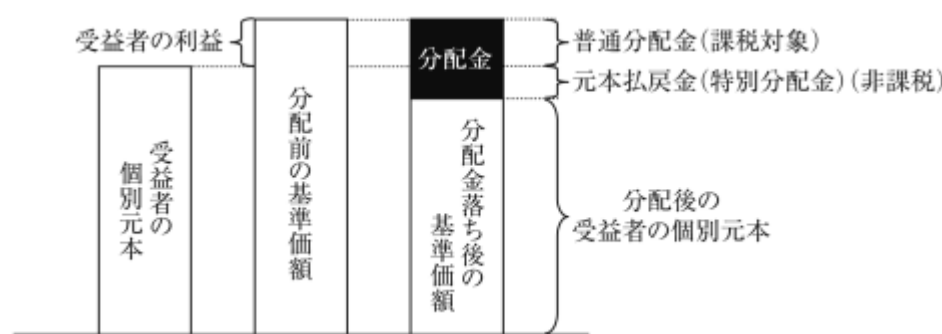 受益者の利益
分配金
普通分配金(課税対象)
元本払戻金(特別分配金)(非課税)
受益者の
個別元本
分配前の基準価額
分配金落ち後の
基準価額
分配後の
受益者の個別元本